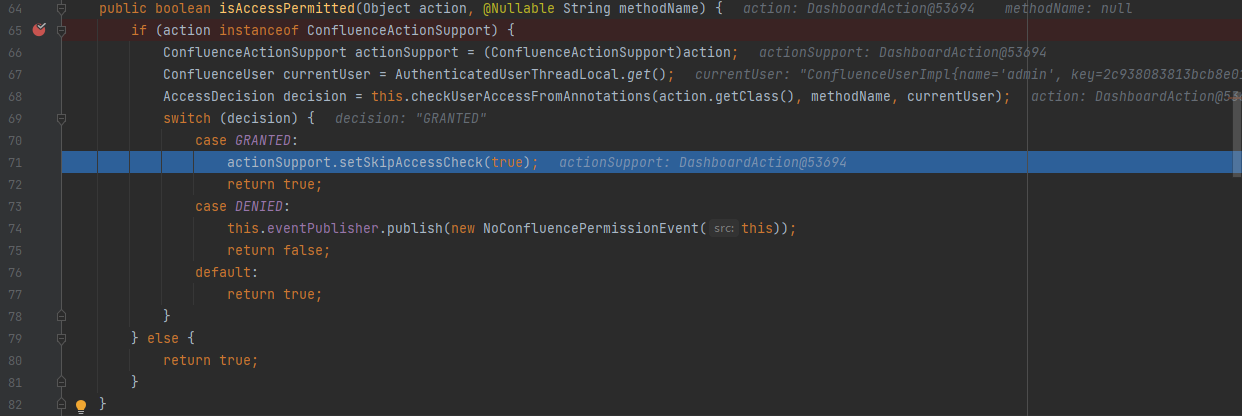 64 public boolean isAccessPermitted(Object action, @Nullable String methodName) { action: DashboardAction@53694 methodName: null
65 if (action instanceof ConfluenceActionSupport) {
66 ConfluenceActionSupport actionSupport = (ConfluenceActionSupport)action; actionSupport: DashboardAction@53694
67 ConfluenceUser currentUser = AuthenticatedUserThreadLocal.get(); currentUser: "ConfluenceUserImpl{name='admin', key=2c938083813bcb8e0
68 AccessDecision decision = this.checkUserAccessFromAnnotations(action.getClass(), methodName, currentUser); action: DashboardAction@53
69 switch (decision) { decision: "GRANTED"
70 case GRANTED:
71 actionSupport.setSkipAccessCheck(true); actionSupport: DashboardAction@53694
72 return true;
73 case DENIED:
74 this.eventPublisher.publish(new NoConfluencePermissionEvent( src: this));
75 return false;
76 default:
77 return true;
78 }
79 } else {
80 return true;
81 }
82 }